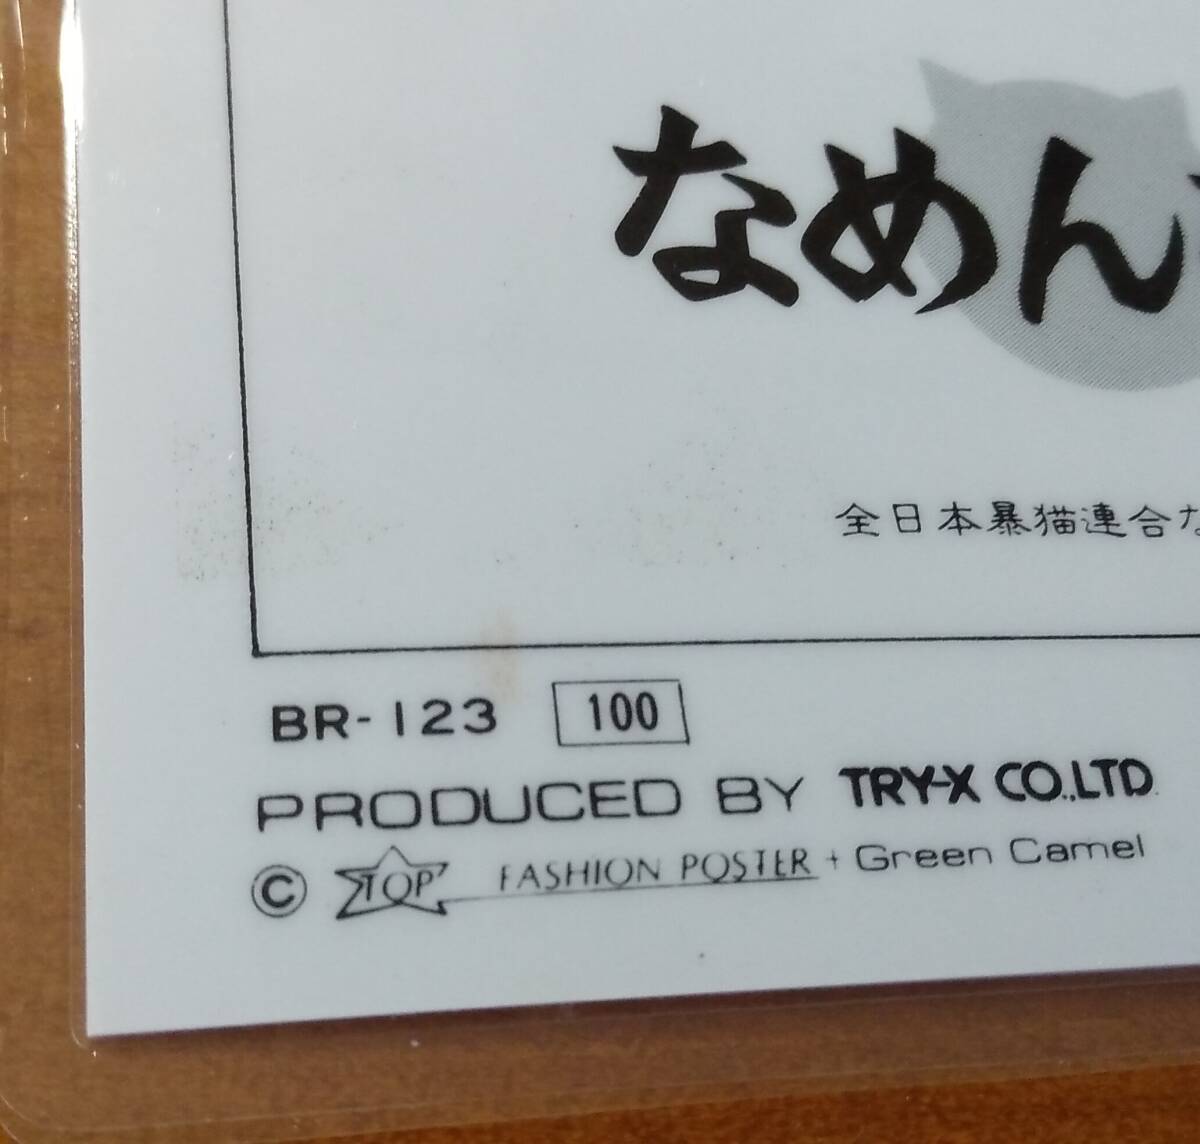 なめん
全日本暴猫連合な
BR-123 100
PRODUCED BY TRY-X CO.,LTD.
© TOP FASHION POSTER + Green Camel